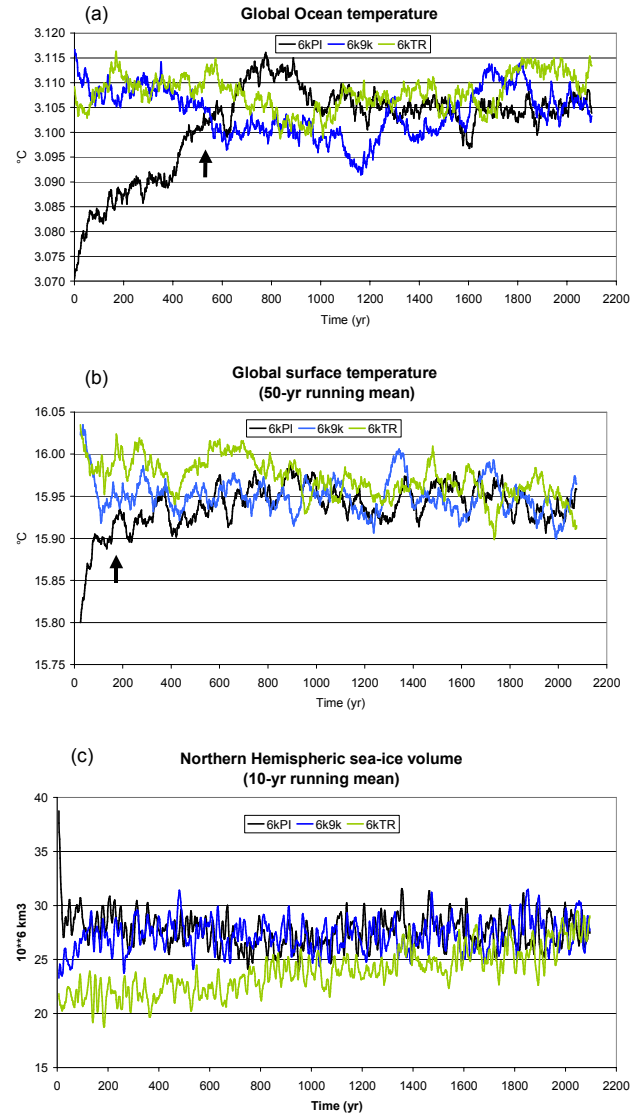 (a)
Global Ocean temperature
6kPI 6k9k 6kTR
3.120
3.115
3.110
3.105
3.100
3.095
3.090
3.085
3.080
3.075
3.070
°C
0 200 400 600 800 1000 1200 1400 1600 1800 2000 2200
Time (yr)
(b)
Global surface temperature
(50-yr running mean)
6kPI 6k9k 6kTR
16.05
16.00
15.95
15.90
15.85
15.80
15.75
°C
0 200 400 600 800 1000 1200 1400 1600 1800 2000 2200
Time (yr)
(c)
Northern Hemispheric sea-ice volume
(10-yr running mean)
6kPI 6k9k 6kTR
40
35
30
25
20
15
10**6 km3
0 200 400 600 800 1000 1200 1400 1600 1800 2000 2200
Time (yr)